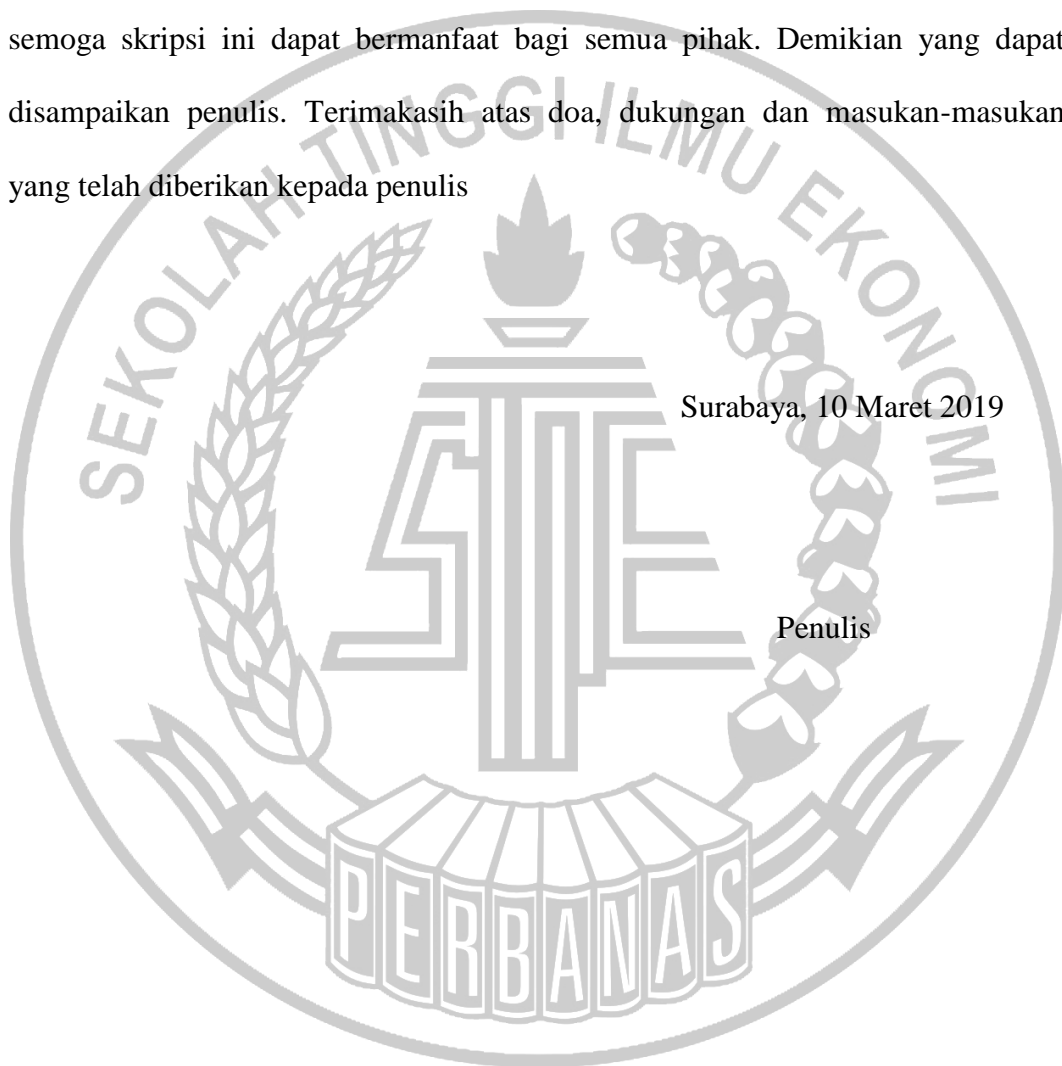 semoga skripsi ini dapat bermanfaat bagi semua pihak. Demikian yang dapat
disampaikan penulis. Terimakasih atas doa, dukungan dan masukan-masukan
yang telah diberikan kepada penulis
SEKOLAH TINGGI ILMU EKONOMI
Surabaya, 10 Maret 2019
STIE
Penulis
PERBANAS